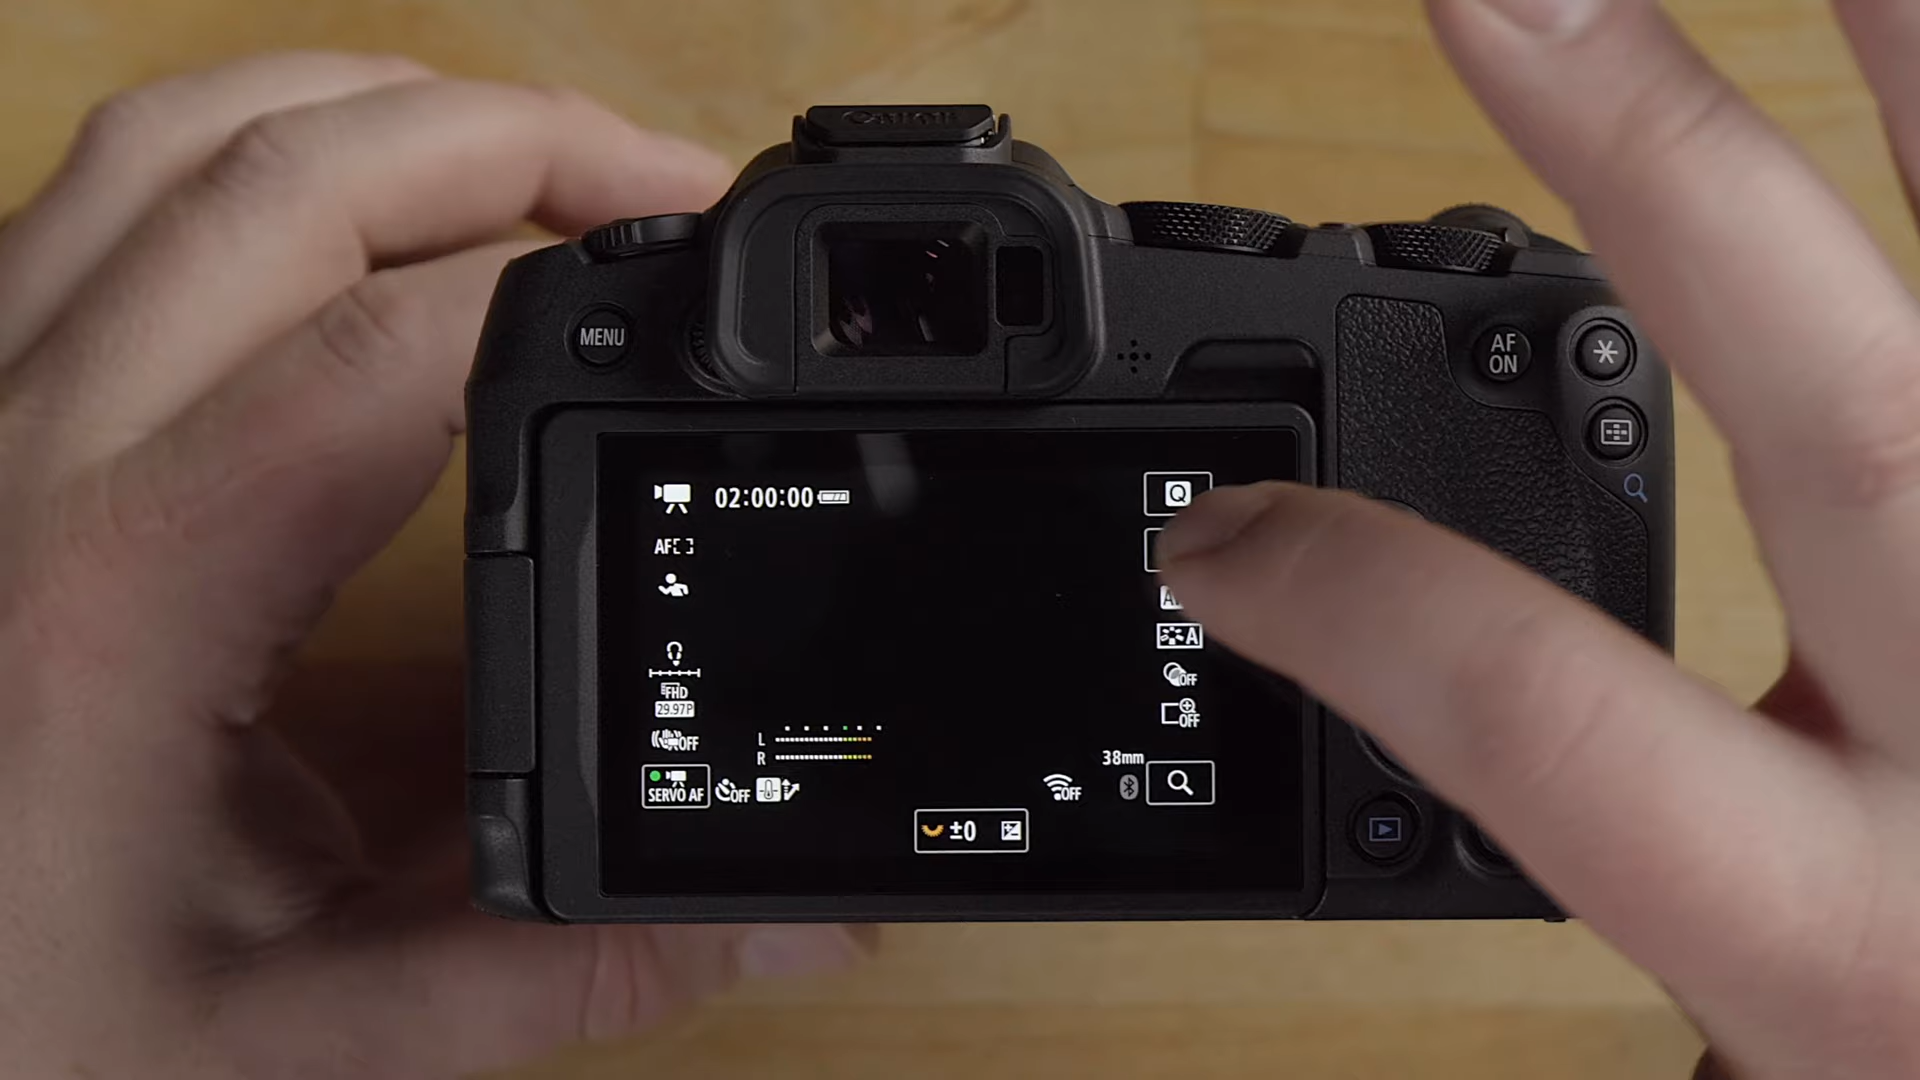 Canon
MENU
AF
ON
02:00:00
Q
AF
A
OFF
FHD
29.97P
OFF
OFF
L
R
38mm
SERVO AF
OFF
OFF
±0